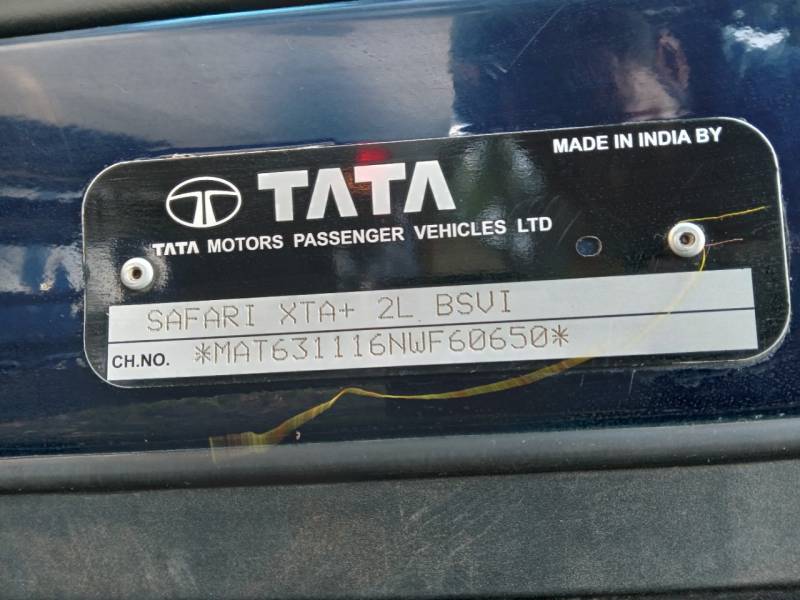 MADE IN INDIA BY
TATA
TATA MOTORS PASSENGER VEHICLES LTD
SAFARI XTA+ 2L BSVI
CH.NO. *MAT631116NWF60650*